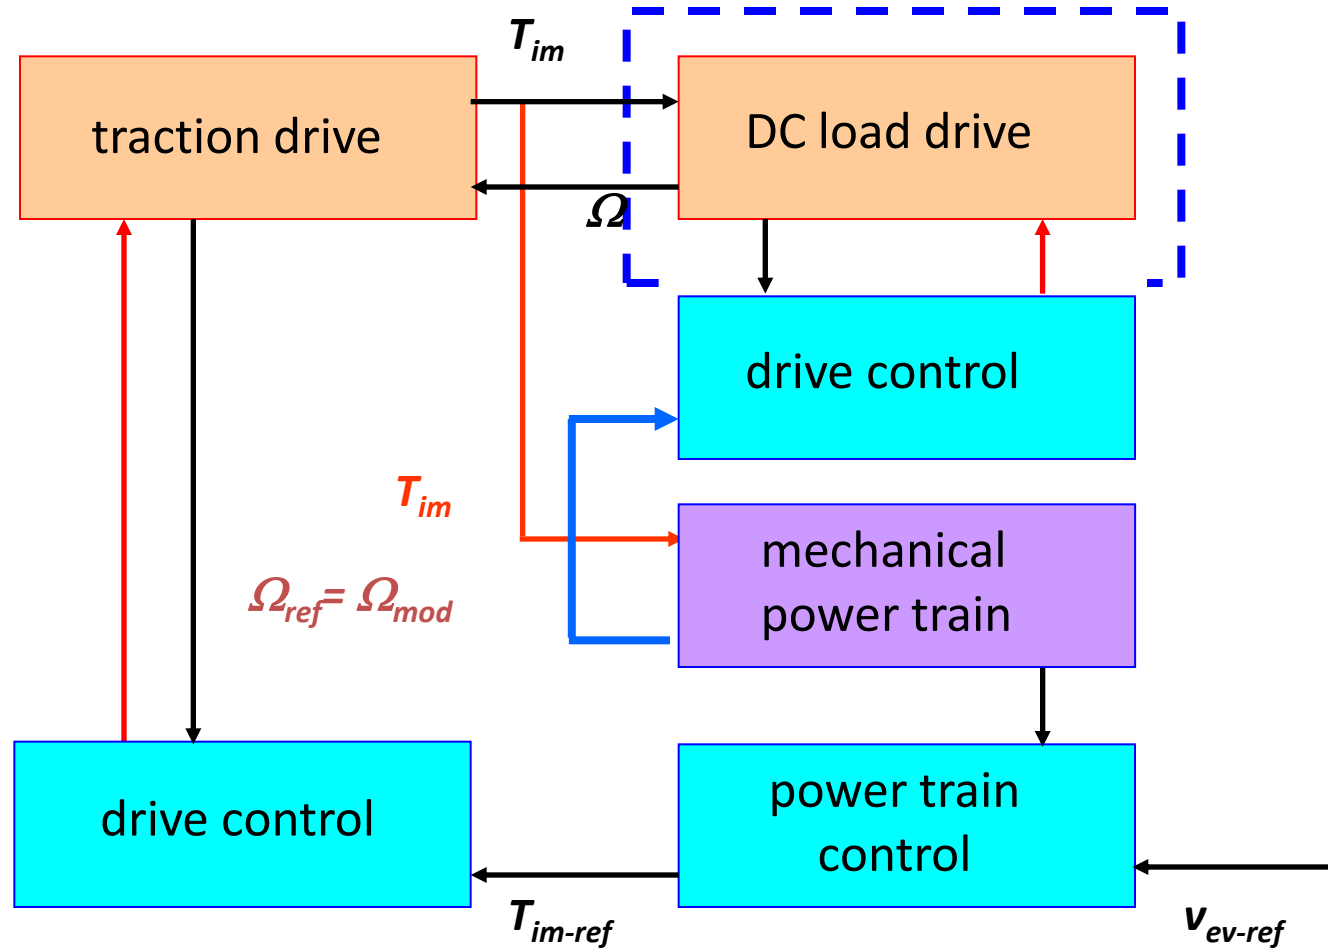 T_im
traction drive
DC load drive
Ω
drive control
T_im
mechanical
power train
Ω_ref= Ω_mod
power train
control
drive control
T_im-ref
v_ev-ref